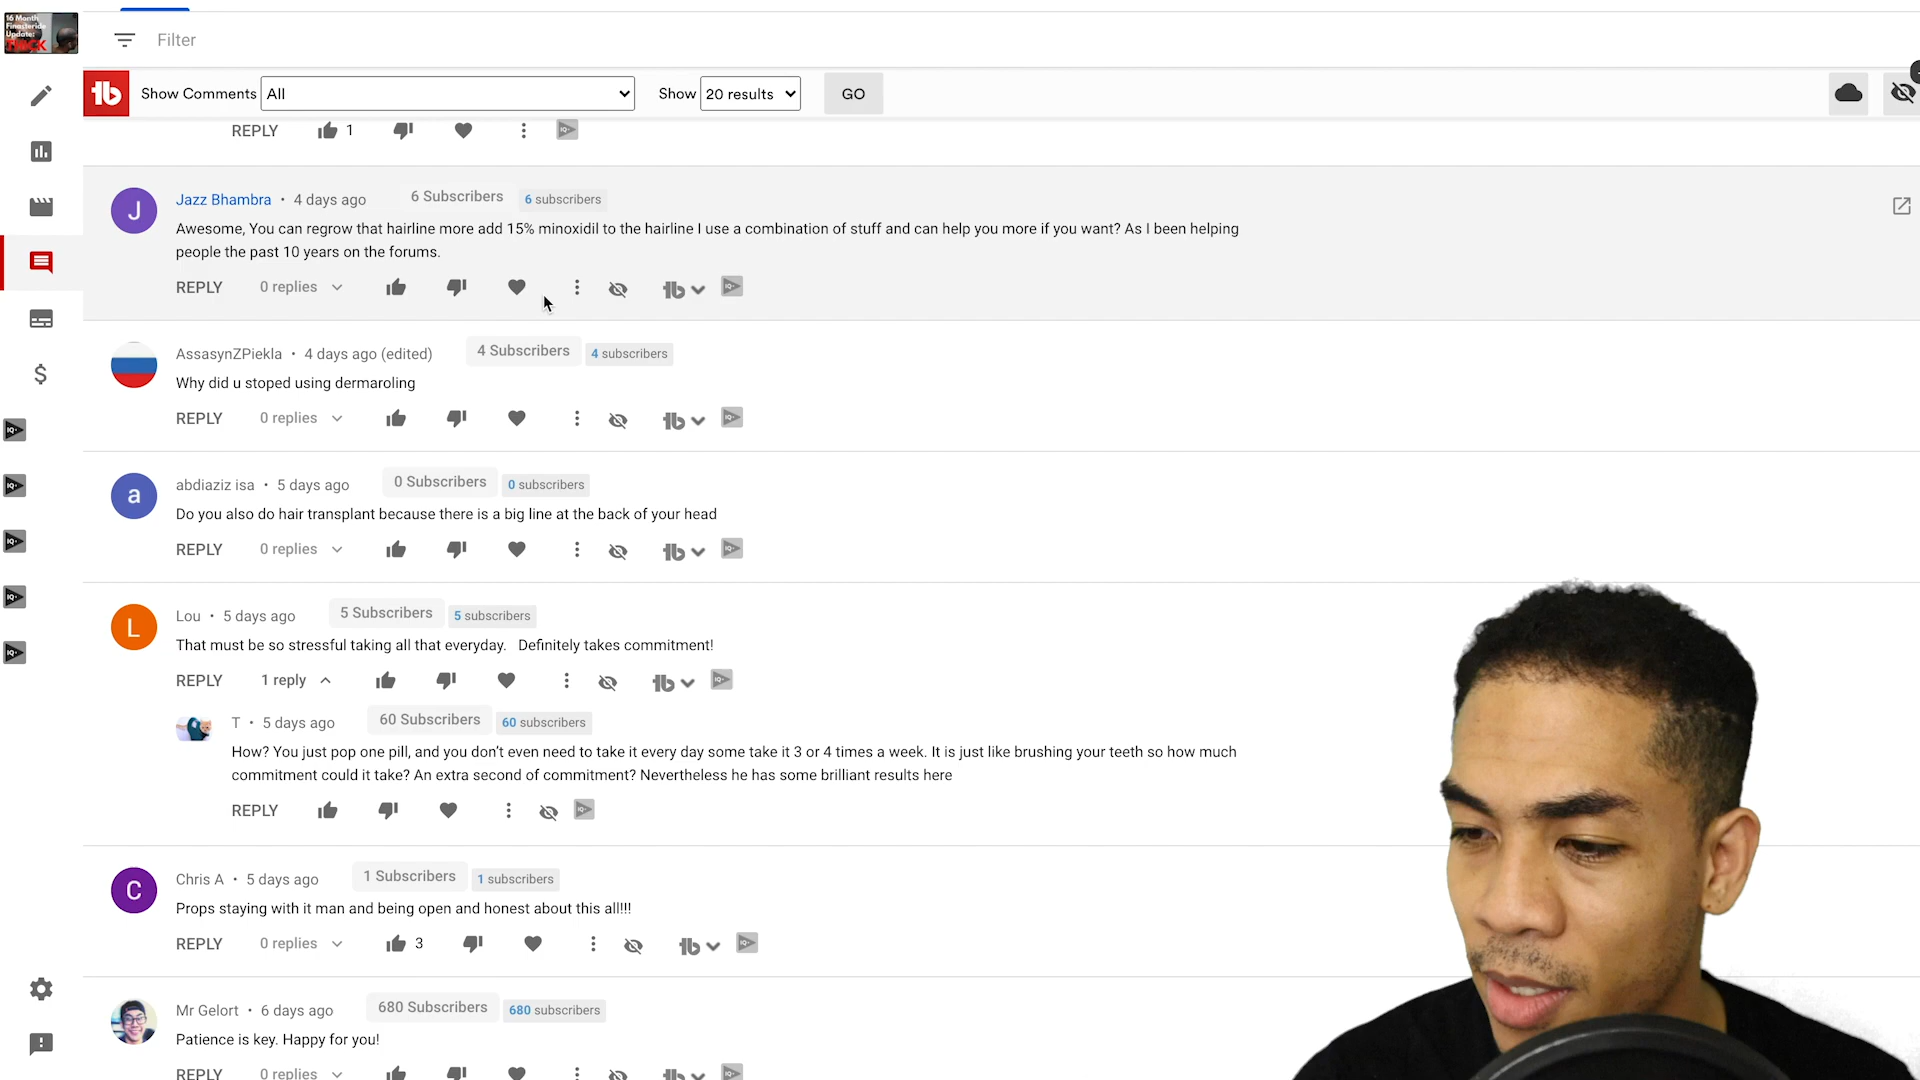 16 Month
Finasteride
Update:
THICK
Filter
tb Show Comments All Show 20 results GO
REPLY 1
J Jazz Bhambra • 4 days ago 6 Subscribers 6 subscribers
Awesome, You can regrow that hairline more add 15% minoxidil to the hairline I use a combination of stuff and can help you more if you want? As I been helping
people the past 10 years on the forums.
REPLY 0 replies tb
AssasynZPiekla • 4 days ago (edited) 4 Subscribers 4 subscribers
Why did u stoped using dermaroling
REPLY 0 replies tb
a abdiaziz isa • 5 days ago 0 Subscribers 0 subscribers
Do you also do hair transplant because there is a big line at the back of your head
REPLY 0 replies tb
L Lou • 5 days ago 5 Subscribers 5 subscribers
That must be so stressful taking all that everyday. Definitely takes commitment!
REPLY 1 reply tb
T • 5 days ago 60 Subscribers 60 subscribers
How? You just pop one pill, and you don't even need to take it every day some take it 3 or 4 times a week. It is just like brushing your teeth so how much
commitment could it take? An extra second of commitment? Nevertheless he has some brilliant results here
REPLY
C Chris A • 5 days ago 1 Subscribers 1 subscribers
Props staying with it man and being open and honest about this all!!!
REPLY 0 replies 3 tb
Mr Gelort • 6 days ago 680 Subscribers 680 subscribers
Patience is key. Happy for you!
REPLY 0 replies tb